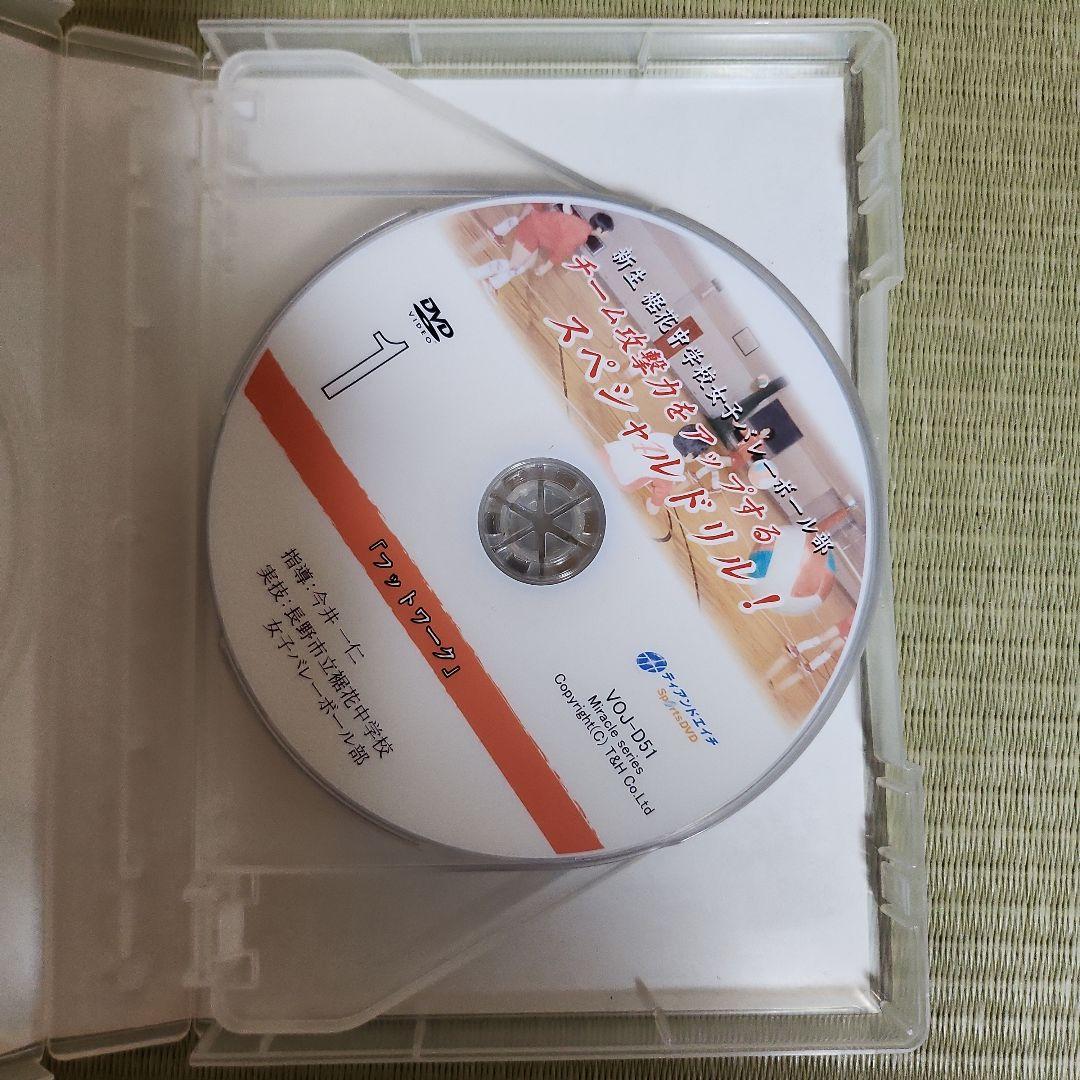 新生 裾花中学校女子バレーボール部
チーム攻撃力をアップする
スペシャルドリル!
DVD
VIDEO
1
「フットワーク」
指導:今井 一仁
実技:長野市立裾花中学校
女子バレーボール部
ティアンドエイチ
SportsDVD
VOJ-D51
Miracle series
Copyright(C) T&H Co.Ltd